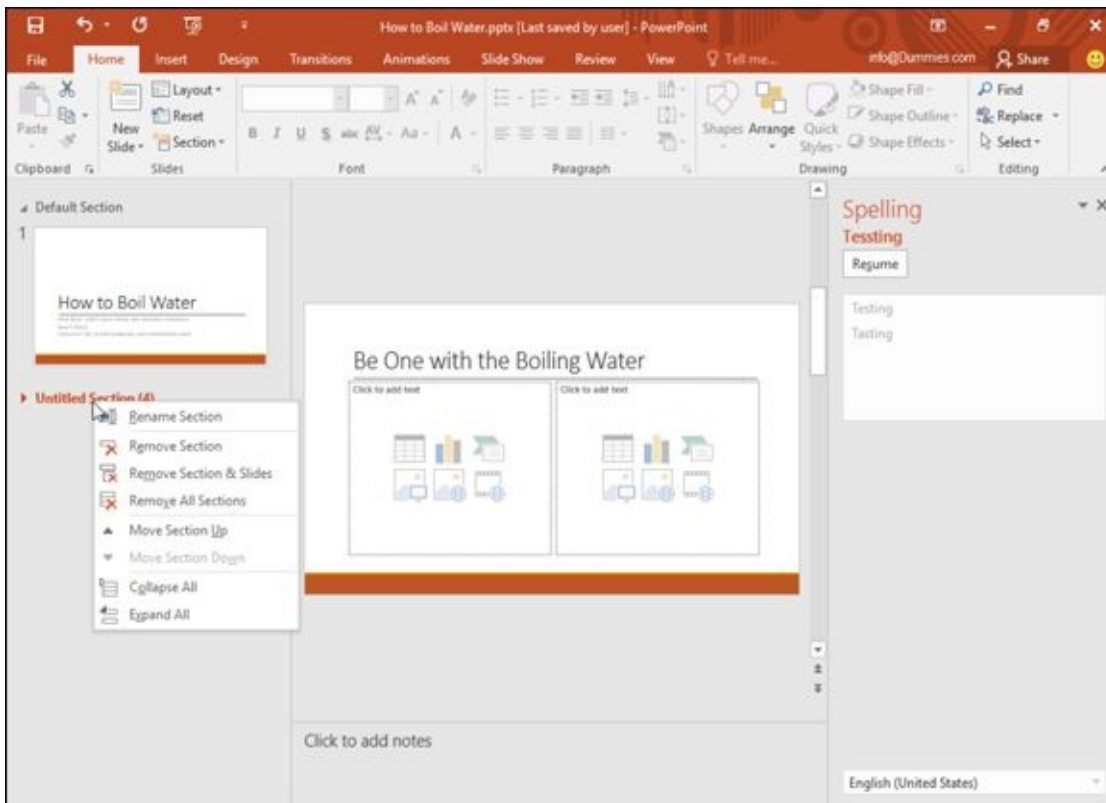 How to Boil Water.pptx [Last saved by user] - PowerPoint
File Home Insert Design Transitions Animations Slide Show Review View Tell me... info@Dummies.com Share
Paste
Clipboard
New Slide
Layout
Reset
Section
Slides
B I U S abc AV Aa A
Font
Paragraph
Shapes Arrange Quick Styles
Shape Fill
Shape Outline
Shape Effects
Drawing
Find
Replace
Select
Editing
Default Section
1
How to Boil Water
Untitled Section (4)
Rename Section
Remove Section
Remove Section & Slides
Remove All Sections
Move Section Up
Move Section Down
Collapse All
Expand All
Be One with the Boiling Water
Click to add text Click to add text
Click to add notes
Spelling
Tessting
Resume
Testing
Tasting
English (United States)